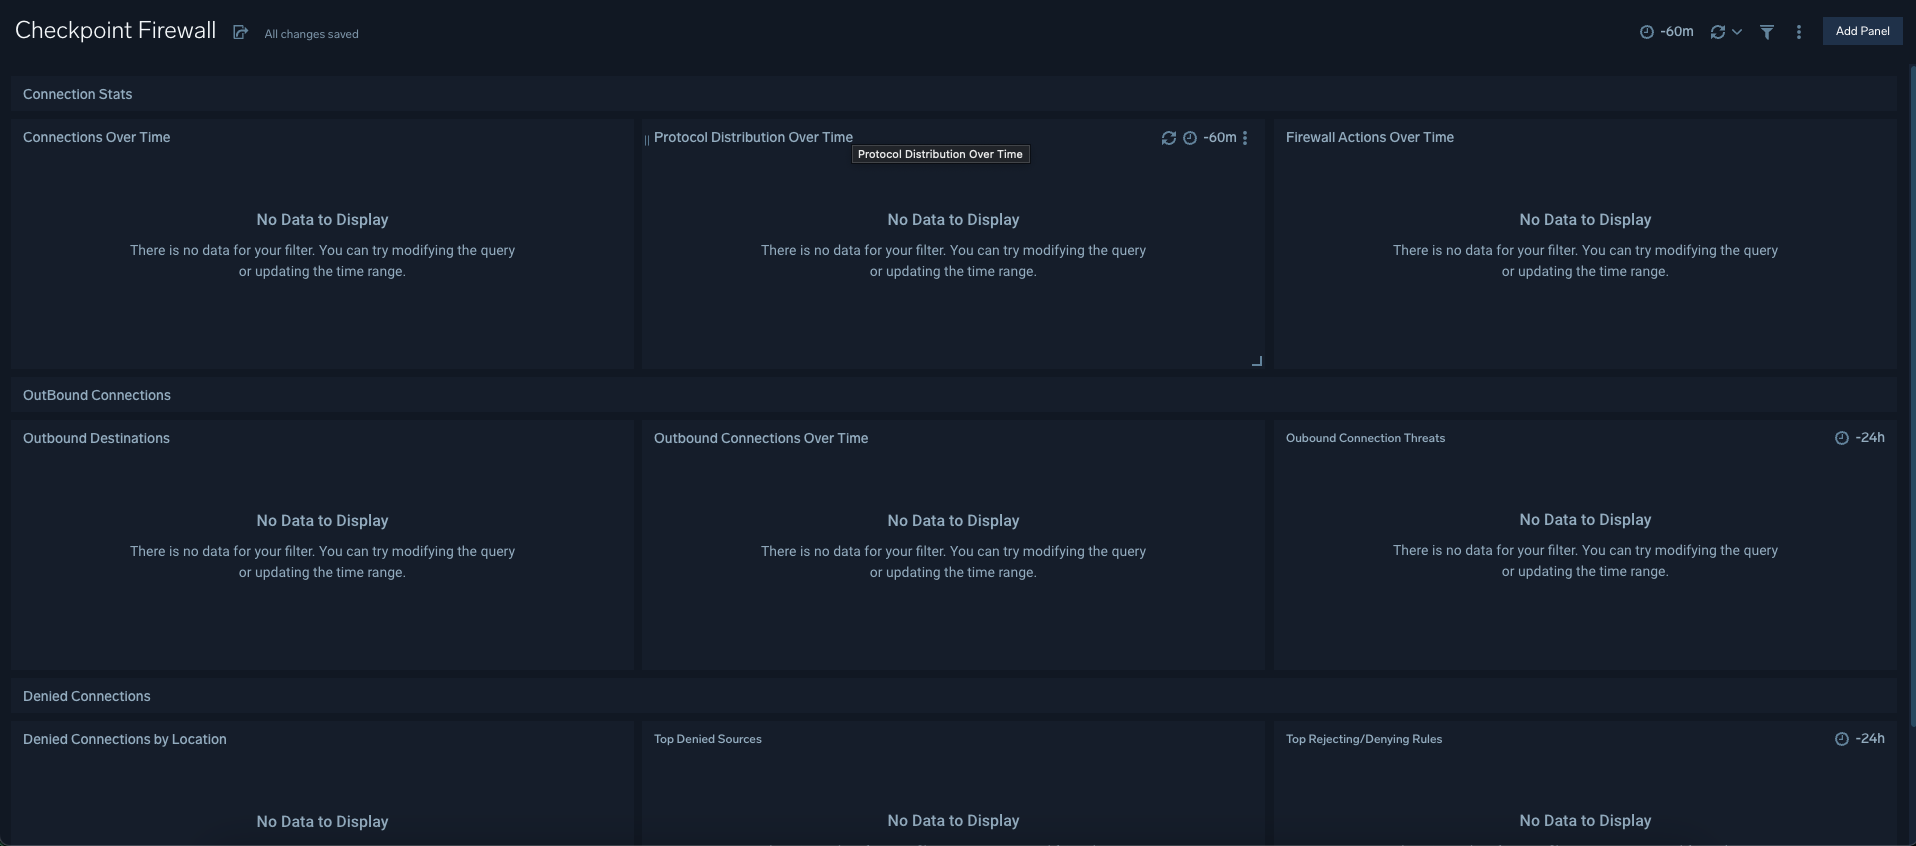 Checkpoint Firewall
All changes saved
-60m
Add Panel
Connection Stats
Connections Over Time
Protocol Distribution Over Time
-60m
Firewall Actions Over Time
Protocol Distribution Over Time
No Data to Display
There is no data for your filter. You can try modifying the query
or updating the time range.
No Data to Display
There is no data for your filter. You can try modifying the query
or updating the time range.
No Data to Display
There is no data for your filter. You can try modifying the query
or updating the time range.
OutBound Connections
Outbound Destinations
Outbound Connections Over Time
Oubound Connection Threats
-24h
No Data to Display
There is no data for your filter. You can try modifying the query
or updating the time range.
No Data to Display
There is no data for your filter. You can try modifying the query
or updating the time range.
No Data to Display
There is no data for your filter. You can try modifying the query
or updating the time range.
Denied Connections
Denied Connections by Location
Top Denied Sources
Top Rejecting/Denying Rules
-24h
No Data to Display
No Data to Display
No Data to Display